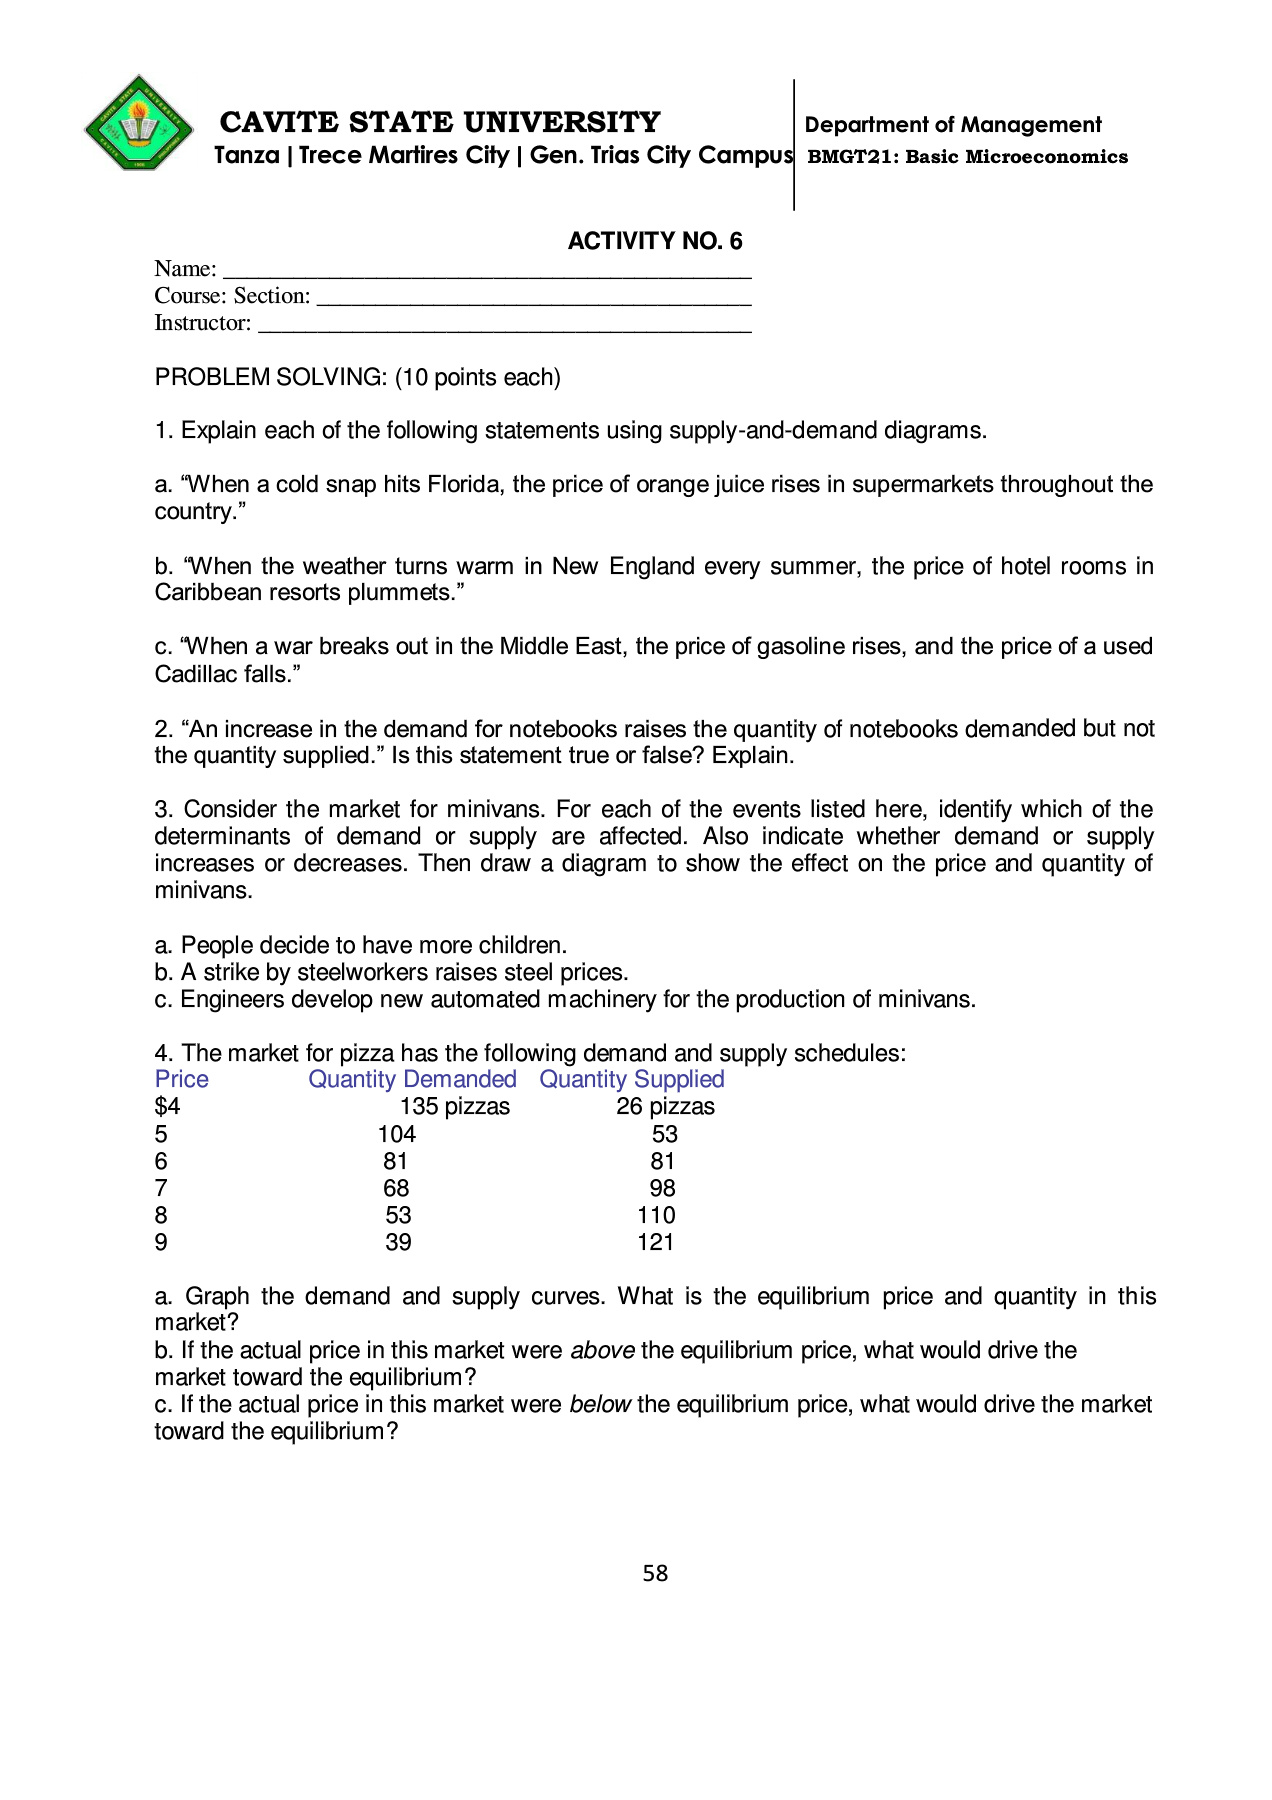 CAVITE STATE UNIVERSITY
Tanza | Trece Martires City | Gen. Trias City Campus
Department of Management
BMGT21: Basic Microeconomics
ACTIVITY NO. 6
Name: ____________________________________________
Course: Section: ____________________________________
Instructor: _________________________________________
PROBLEM SOLVING: (10 points each)
1. Explain each of the following statements using supply-and-demand diagrams.
a. “When a cold snap hits Florida, the price of orange juice rises in supermarkets throughout the
country.”
b. “When the weather turns warm in New England every summer, the price of hotel rooms in
Caribbean resorts plummets.”
c. “When a war breaks out in the Middle East, the price of gasoline rises, and the price of a used
Cadillac falls.”
2. “An increase in the demand for notebooks raises the quantity of notebooks demanded but not
the quantity supplied.” Is this statement true or false? Explain.
3. Consider the market for minivans. For each of the events listed here, identify which of the
determinants of demand or supply are affected. Also indicate whether demand or supply
increases or decreases. Then draw a diagram to show the effect on the price and quantity of
minivans.
a. People decide to have more children.
b. A strike by steelworkers raises steel prices.
c. Engineers develop new automated machinery for the production of minivans.
4. The market for pizza has the following demand and supply schedules:
Price Quantity Demanded Quantity Supplied
$4 135 pizzas 26 pizzas
5 104 53
6 81 81
7 68 98
8 53 110
9 39 121
a. Graph the demand and supply curves. What is the equilibrium price and quantity in this
market?
b. If the actual price in this market were above the equilibrium price, what would drive the
market toward the equilibrium?
c. If the actual price in this market were below the equilibrium price, what would drive the market
toward the equilibrium?
58